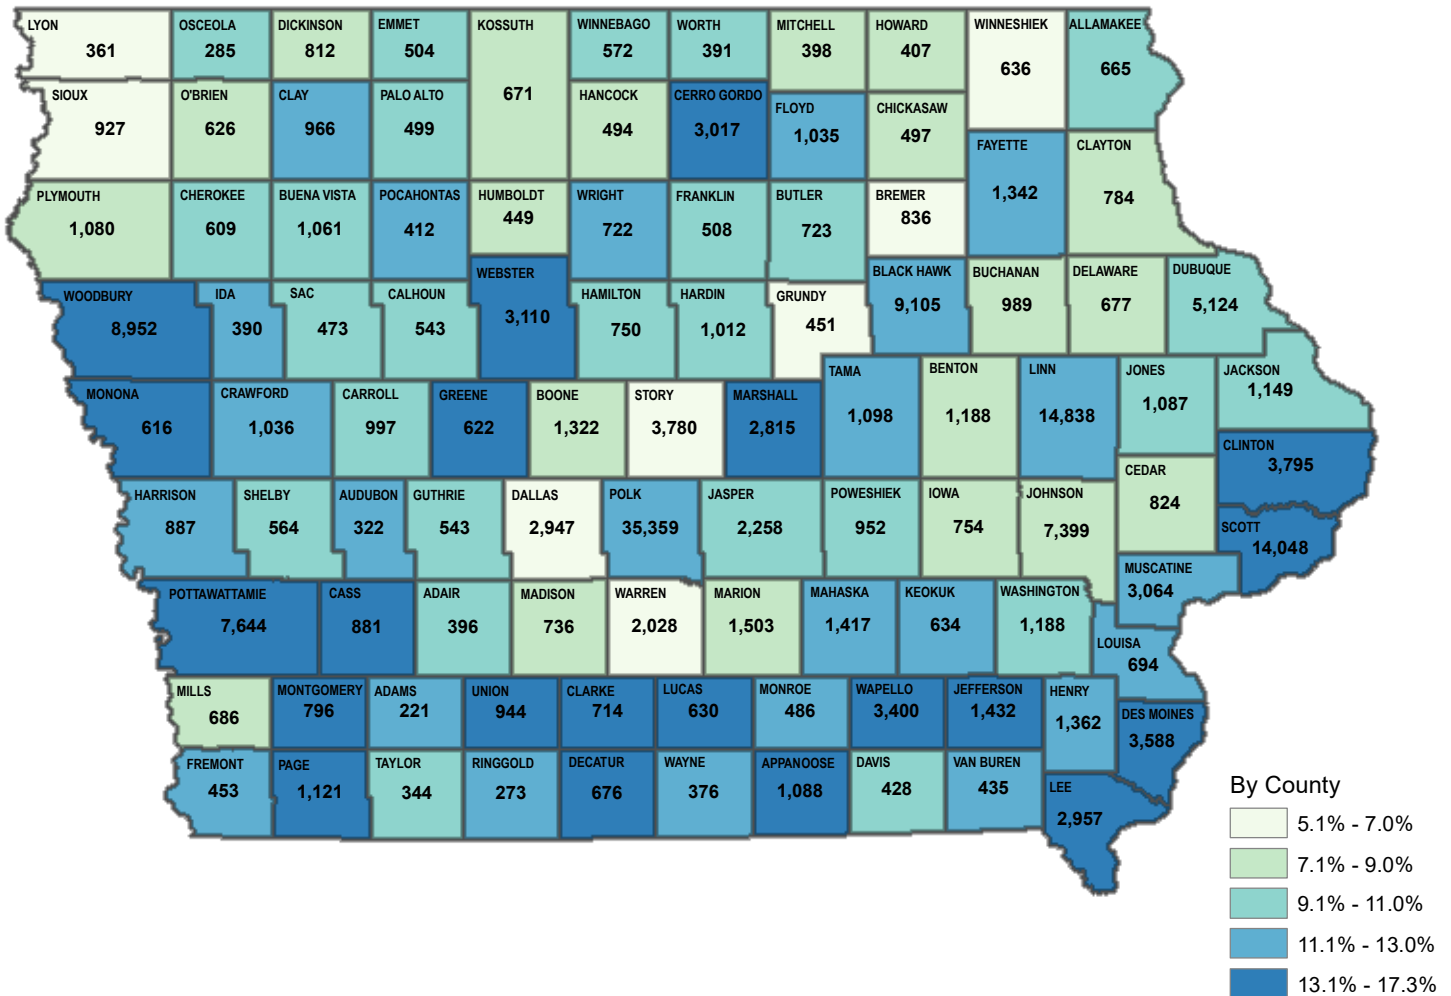 LYON
361
OSCEOLA
285
DICKINSON
812
EMMET
504
KOSSUTH
671
WINNEBAGO
572
WORTH
391
MITCHELL
398
HOWARD
407
WINNESHIEK
636
ALLAMAKEE
665
SIOUX
927
O'BRIEN
626
CLAY
966
PALO ALTO
499
HANCOCK
494
CERRO GORDO
3,017
FLOYD
1,035
CHICKASAW
497
FAYETTE
1,342
CLAYTON
784
PLYMOUTH
1,080
CHEROKEE
609
BUENA VISTA
1,061
POCAHONTAS
412
HUMBOLDT
449
WRIGHT
722
FRANKLIN
508
BUTLER
723
BREMER
836
WOODBURY
8,952
IDA
390
SAC
473
CALHOUN
543
WEBSTER
3,110
HAMILTON
750
HARDIN
1,012
GRUNDY
451
BLACK HAWK
9,105
BUCHANAN
989
DELAWARE
677
DUBUQUE
5,124
MONONA
616
CRAWFORD
1,036
CARROLL
997
GREENE
622
BOONE
1,322
STORY
3,780
MARSHALL
2,815
TAMA
1,098
BENTON
1,188
LINN
14,838
JONES
1,087
JACKSON
1,149
CLINTON
3,795
HARRISON
887
SHELBY
564
AUDUBON
322
GUTHRIE
543
DALLAS
2,947
POLK
35,359
JASPER
2,258
POWESHIEK
952
IOWA
754
JOHNSON
7,399
CEDAR
824
SCOTT
14,048
MUSCATINE
3,064
POTTAWATTAMIE
7,644
CASS
881
ADAIR
396
MADISON
736
WARREN
2,028
MARION
1,503
MAHASKA
1,417
KEOKUK
634
WASHINGTON
1,188
LOUISA
694
MILLS
686
MONTGOMERY
796
ADAMS
221
UNION
944
CLARKE
714
LUCAS
630
MONROE
486
WAPELLO
3,400
JEFFERSON
1,432
HENRY
1,362
DES MOINES
3,588
FREMONT
453
PAGE
1,121
TAYLOR
344
RINGGOLD
273
DECATUR
676
WAYNE
376
APPANOOSE
1,088
DAVIS
428
VAN BUREN
435
LEE
2,957
By County
5.1% - 7.0%
7.1% - 9.0%
9.1% - 11.0%
11.1% - 13.0%
13.1% - 17.3%